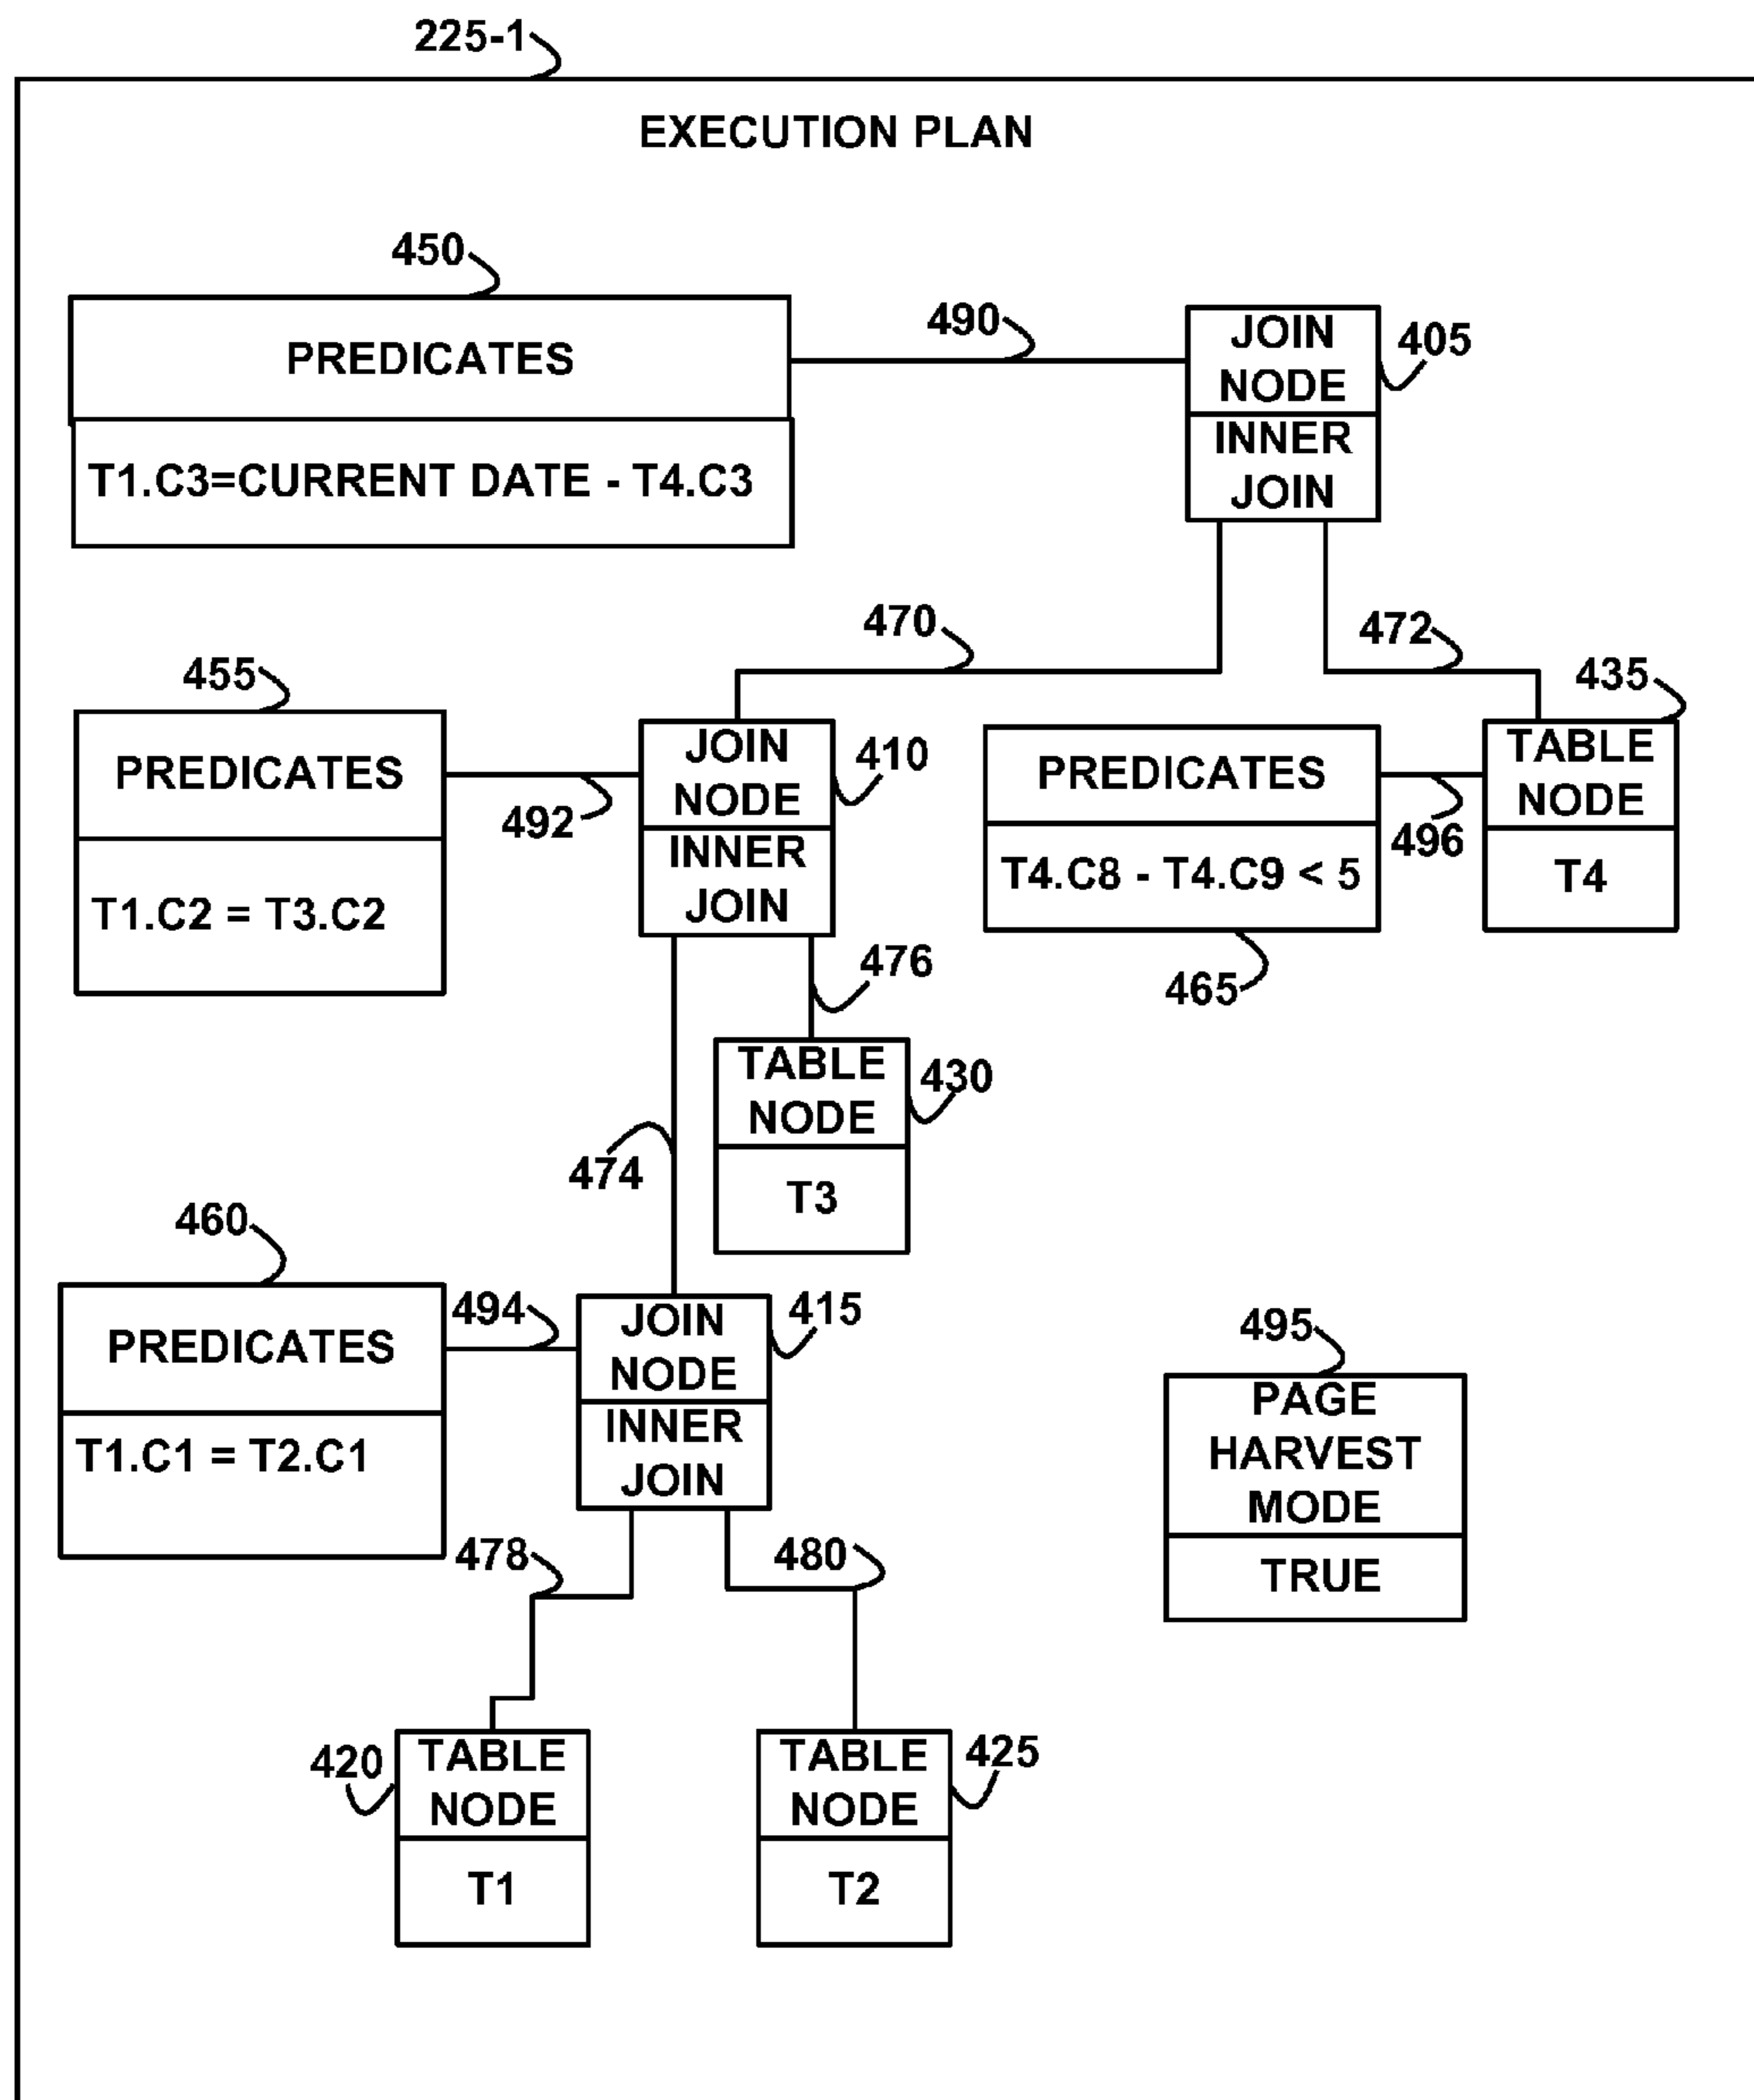 225-1
EXECUTION PLAN
450
490
JOIN
NODE
405
PREDICATES
INNER
JOIN
T1.C3=CURRENT DATE - T4.C3
470
472
455
435
PREDICATES
JOIN
NODE
410
PREDICATES
TABLE
NODE
492
496
T1.C2 = T3.C2
INNER
JOIN
T4.C8 - T4.C9 < 5
T4
476
465
TABLE
NODE
430
474
T3
460
494
JOIN
NODE
415
495
PREDICATES
PAGE
HARVEST
MODE
T1.C1 = T2.C1
INNER
JOIN
TRUE
478
480
420
TABLE
NODE
TABLE
NODE
425
T1
T2